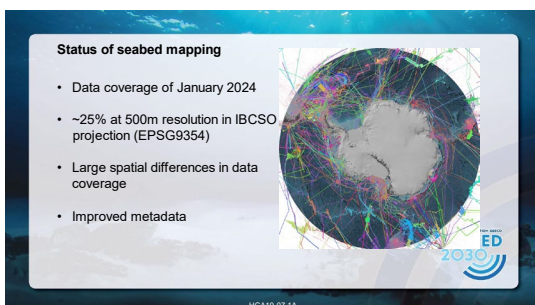 Status of seabed mapping
• Data coverage of January 2024
• ~25% at 500m resolution in IBCSO
projection (EPSG9354)
• Large spatial differences in data
coverage
• Improved metadata
ED
2030